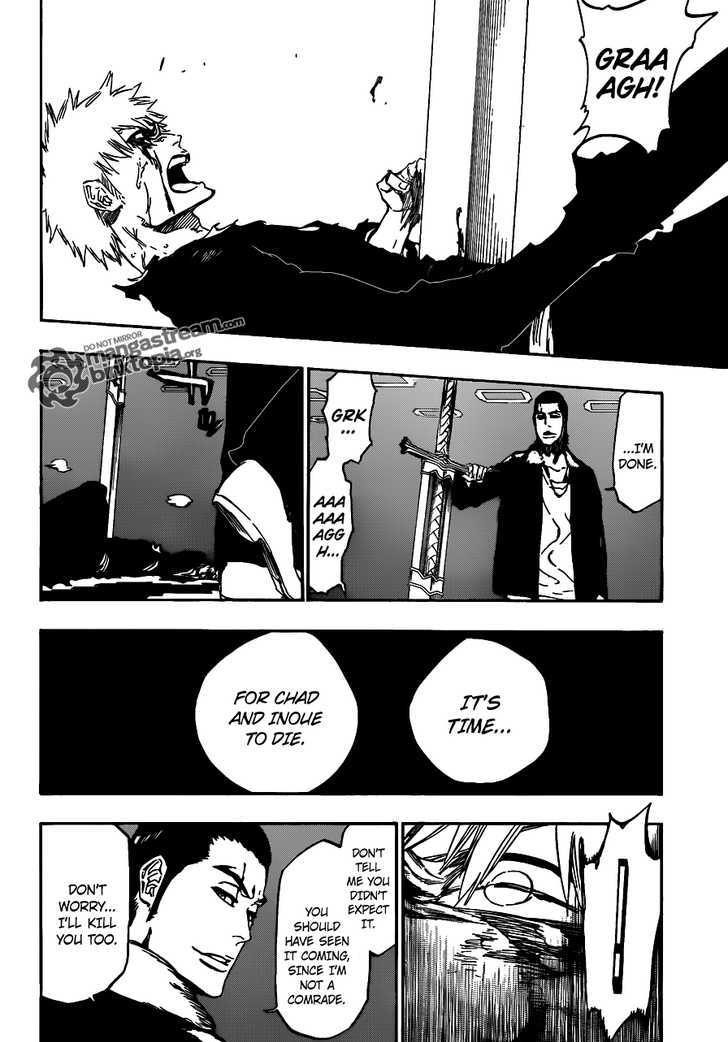 GRAA
AGH!
DO NOT MIRROR
mangastream.com
binktopia.org
...I'M
DONE.
GRK
...
AAA
AAA
AGG
H...
IT'S
TIME...
FOR CHAD
AND INOUE
TO DIE.
DON'T
TELL
ME YOU
DIDN'T
EXPECT
IT.
YOU
SHOULD
HAVE SEEN
IT COMING,
SINCE I'M
NOT A
COMRADE.
DON'T
WORRY...
I'LL KILL
YOU TOO.